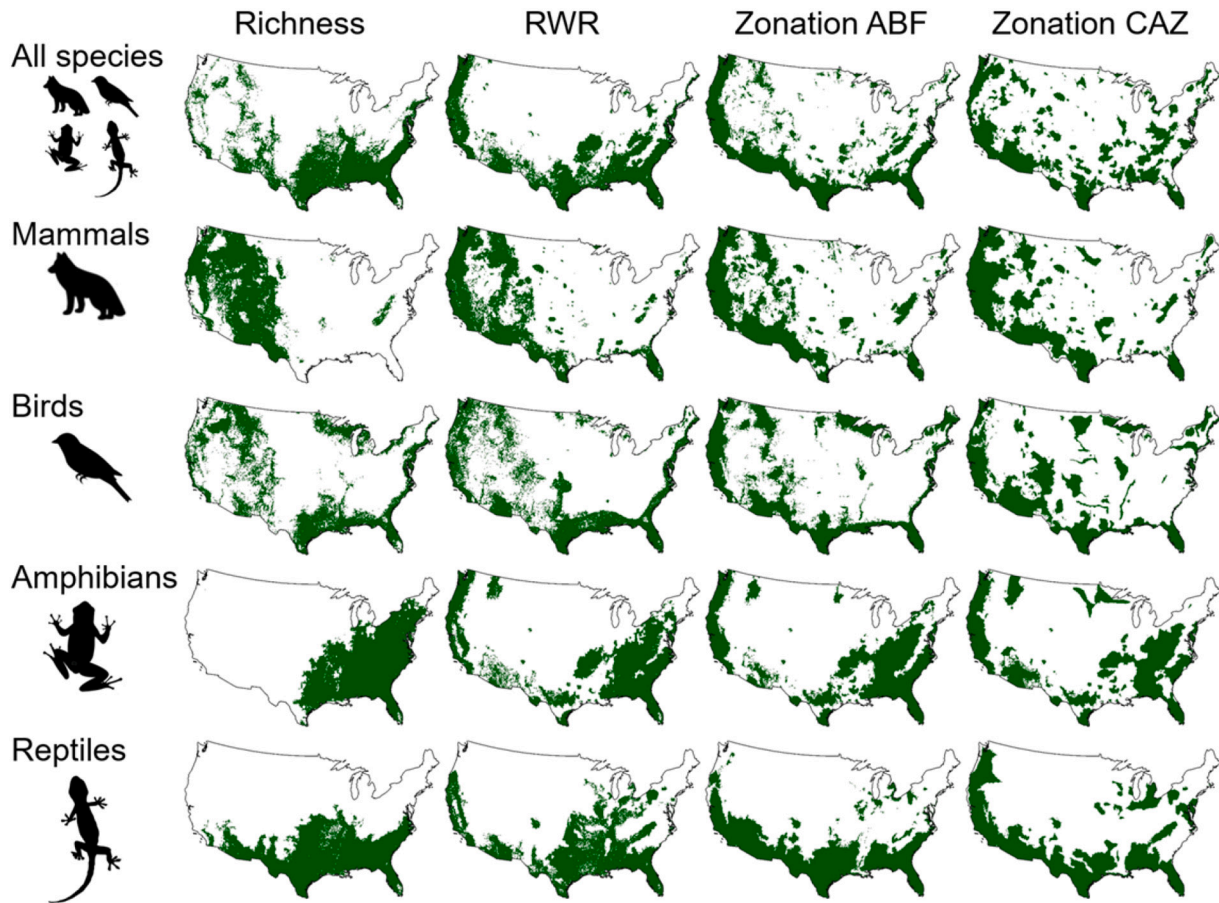 Richness RWR Zonation ABF Zonation CAZ
All species
Mammals
Birds
Amphibians
Reptiles